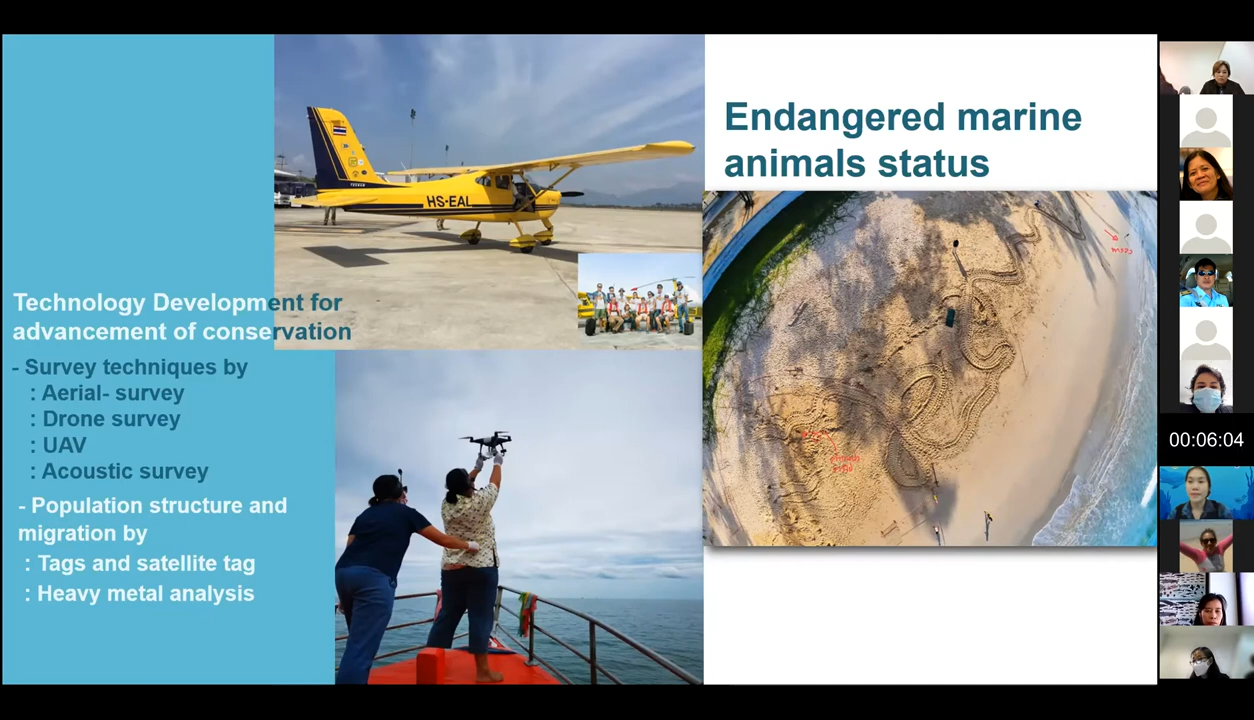 Technology Development for
advancement of conservation
- Survey techniques by
: Aerial- survey
: Drone survey
: UAV
: Acoustic survey
- Population structure and
migration by
: Tags and satellite tag
: Heavy metal analysis
HS-EAL
Endangered marine
animals status
00:06:04